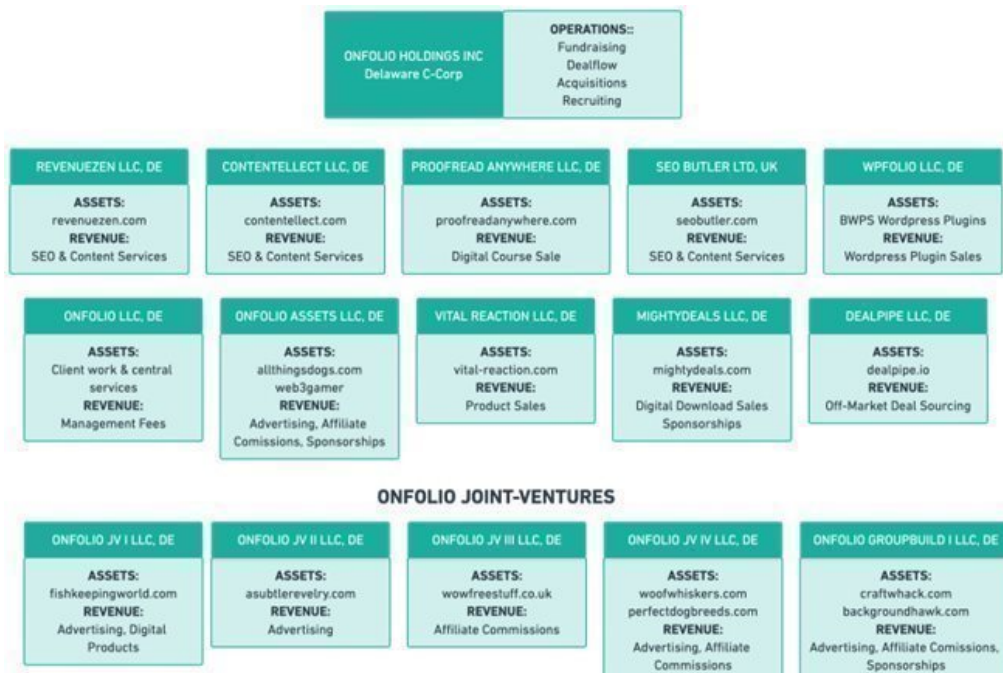 ONFOLIO HOLDINGS INC
Delaware C-Corp
OPERATIONS::
Fundraising
Dealflow
Acquisitions
Recruiting
REVENUEZEN LLC, DE
ASSETS:
revenuezen.com
REVENUE:
SEO & Content Services
CONTENTELLECT LLC, DE
ASSETS:
contentellect.com
REVENUE:
SEO & Content Services
PROOFREAD ANYWHERE LLC, DE
ASSETS:
proofreadanywhere.com
REVENUE:
Digital Course Sale
SEO BUTLER LTD, UK
ASSETS:
seobutler.com
REVENUE:
SEO & Content Services
WPFOLIO LLC, DE
ASSETS:
BWPS Wordpress Plugins
REVENUE:
Wordpress Plugin Sales
ONFOLIO LLC, DE
ASSETS:
Client work & central
services
REVENUE:
Management Fees
ONFOLIO ASSETS LLC, DE
ASSETS:
allthingsdogs.com
web3gamer
REVENUE:
Advertising, Affiliate
Comissions, Sponsorships
VITAL REACTION LLC, DE
ASSETS:
vital-reaction.com
REVENUE:
Product Sales
MIGHTYDEALS LLC, DE
ASSETS:
mightydeals.com
REVENUE:
Digital Download Sales
Sponsorships
DEALPIPE LLC, DE
ASSETS:
dealpipe.io
REVENUE:
Off-Market Deal Sourcing
ONFOLIO JOINT-VENTURES
ONFOLIO JV I LLC, DE
ASSETS:
fishkeepingworld.com
REVENUE:
Advertising, Digital
Products
ONFOLIO JV II LLC, DE
ASSETS:
asubtlerevelry.com
REVENUE:
Advertising
ONFOLIO JV III LLC, DE
ASSETS:
wowfreestuff.co.uk
REVENUE:
Affiliate Commissions
ONFOLIO JV IV LLC, DE
ASSETS:
woofwhiskers.com
perfectdogbreeds.com
REVENUE:
Advertising, Affiliate
Commissions
ONFOLIO GROUPBUILD I LLC, DE
ASSETS:
craftwhack.com
backgroundhawk.com
REVENUE:
Advertising, Affiliate Comissions,
Sponsorships